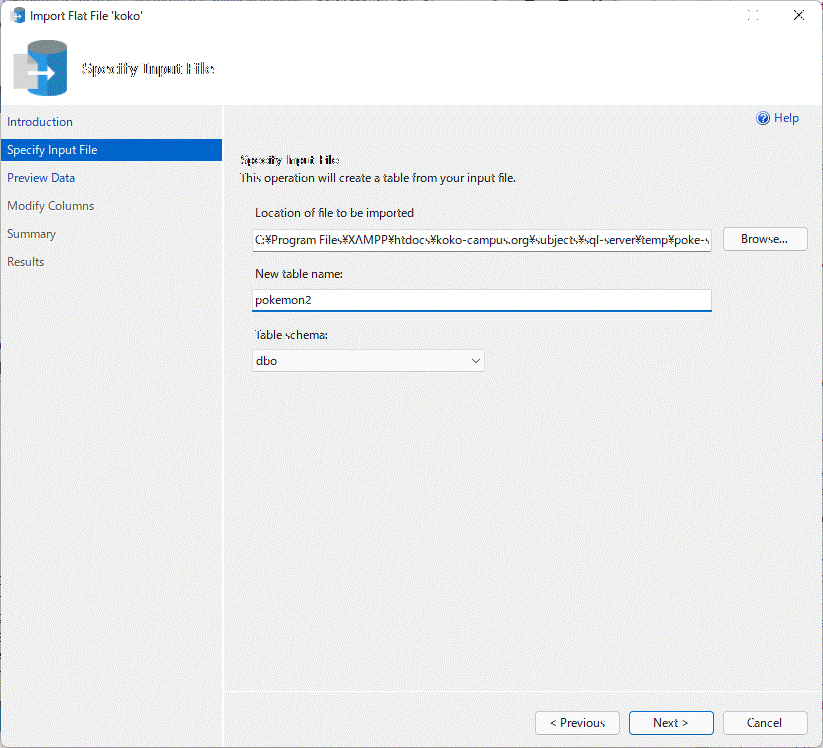 Import Flat File 'koko'
Specify Input File
Introduction
Specify Input File
Preview Data
Modify Columns
Summary
Results
Help
Specify Input File
This operation will create a table from your input file.
Location of file to be imported
C:¥Program Files¥XAMPP¥htdocs¥koko-campus.org¥subjects¥sql-server¥temp¥poke-s
Browse...
New table name:
pokemon2
Table schema:
dbo
< Previous
Next >
Cancel